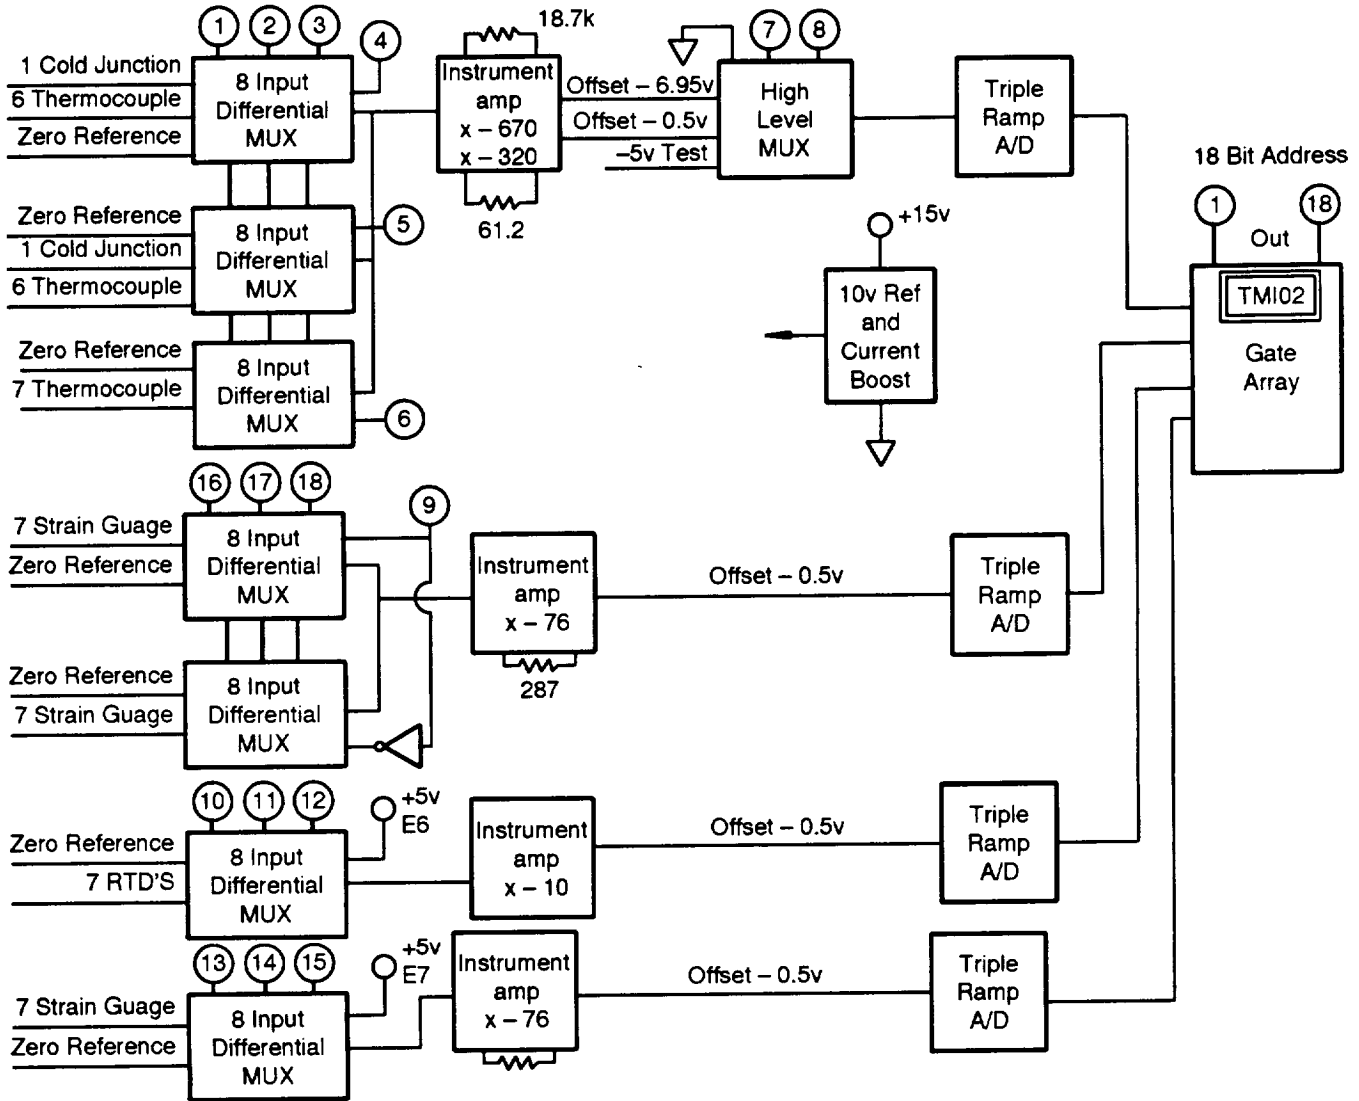 1
2
3
4
1 Cold Junction
6 Thermocouple
Zero Reference
8 Input
Differential
MUX
18.7k
Instrument
amp
x – 670
x – 320
61.2
Offset – 6.95v
Offset – 0.5v
–5v Test
7
8
High
Level
MUX
Triple
Ramp
A/D
18 Bit Address
1
18
Out
TMI02
Gate
Array
Zero Reference
1 Cold Junction
6 Thermocouple
8 Input
Differential
MUX
5
+15v
10v Ref
and
Current
Boost
Zero Reference
7 Thermocouple
8 Input
Differential
MUX
6
16
17
18
9
7 Strain Guage
Zero Reference
8 Input
Differential
MUX
Instrument
amp
x – 76
287
Offset – 0.5v
Triple
Ramp
A/D
Zero Reference
7 Strain Guage
8 Input
Differential
MUX
10
11
12
+5v
E6
Zero Reference
7 RTD'S
8 Input
Differential
MUX
Instrument
amp
x – 10
Offset – 0.5v
Triple
Ramp
A/D
13
14
15
+5v
E7
7 Strain Guage
Zero Reference
8 Input
Differential
MUX
Instrument
amp
x – 76
Offset – 0.5v
Triple
Ramp
A/D